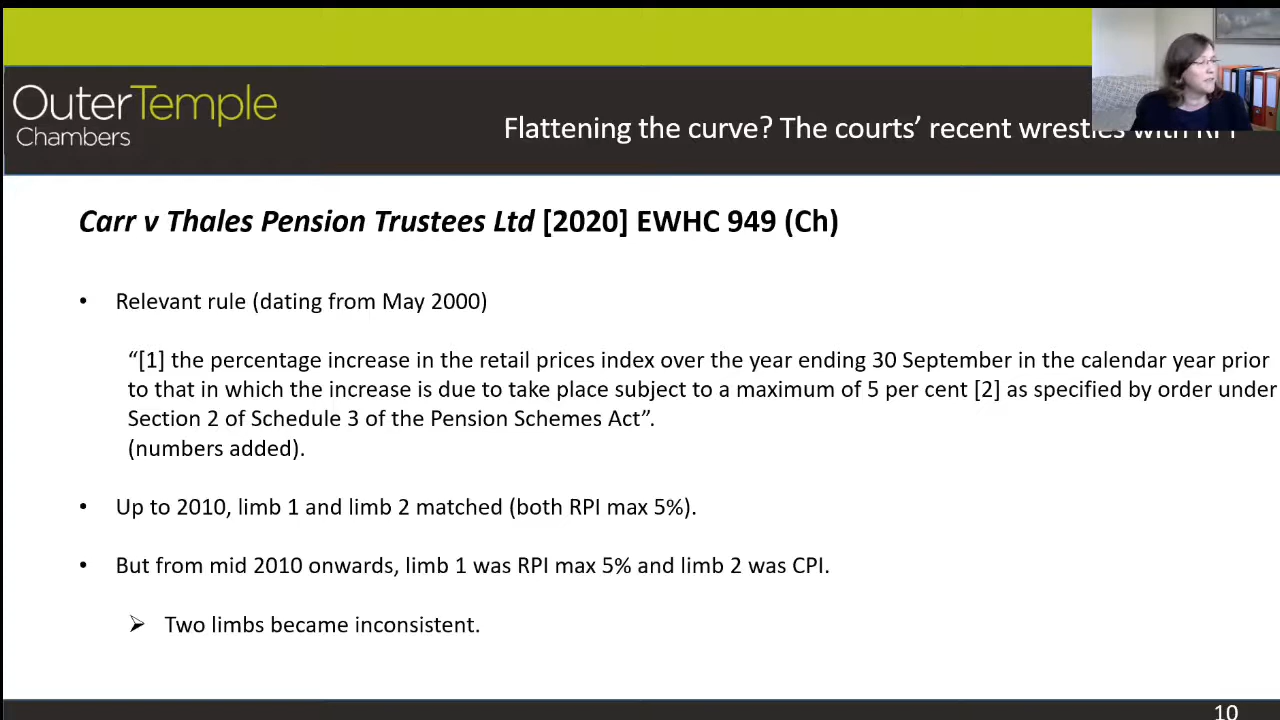 OuterTemple
Chambers
Flattening the curve? The courts’ recent wrestles with RPI
Carr v Thales Pension Trustees Ltd [2020] EWHC 949 (Ch)
• Relevant rule (dating from May 2000)
“[1] the percentage increase in the retail prices index over the year ending 30 September in the calendar year prior
to that in which the increase is due to take place subject to a maximum of 5 per cent [2] as specified by order under
Section 2 of Schedule 3 of the Pension Schemes Act”.
(numbers added).
• Up to 2010, limb 1 and limb 2 matched (both RPI max 5%).
• But from mid 2010 onwards, limb 1 was RPI max 5% and limb 2 was CPI.
➢ Two limbs became inconsistent.
10